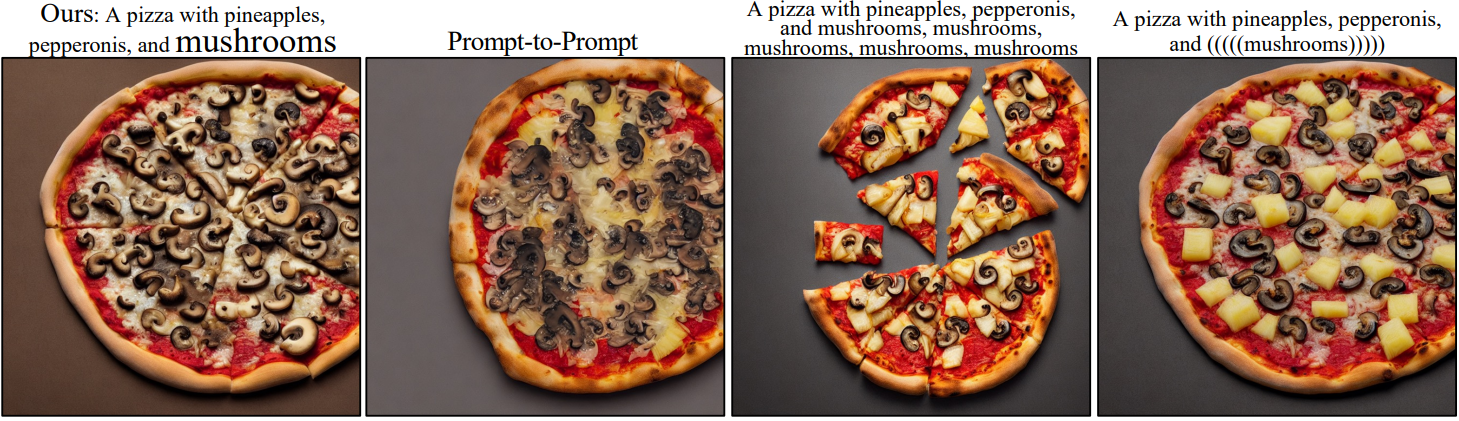 Ours: A pizza with pineapples,
pepperonis, and mushrooms
Prompt-to-Prompt
A pizza with pineapples, pepperonis,
and mushrooms, mushrooms,
mushrooms, mushrooms, mushrooms
A pizza with pineapples, pepperonis,
and (((((mushrooms)))))